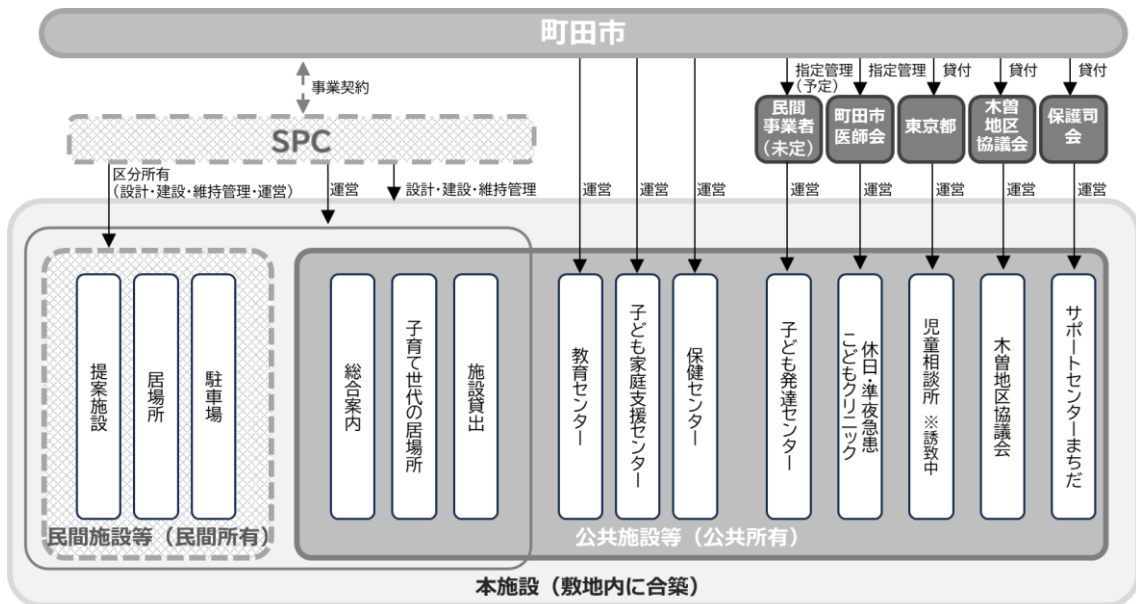 町田市
事業契約
SPC
区分所有
(設計・建設・維持管理・運営)
運営
設計・建設・維持管理
指定管理
(予定)
指定管理
貸付
貸付
貸付
民間
事業者
(未定)
町田市
医師会
東京都
木曽
地区
協議会
保護司
会
運営
運営
運営
運営
運営
運営
運営
運営
提案施設
居場所
駐車場
民間施設等(民間所有)
総合案内
子育て世代の居場所
施設貸出
教育センター
子ども家庭支援センター
保健センター
子ども発達センター
休日・準夜急患
こどもクリニック
児童相談所 ※誘致中
木曽地区協議会
サポートセンターまちだ
公共施設等(公共所有)
本施設(敷地内に合築)